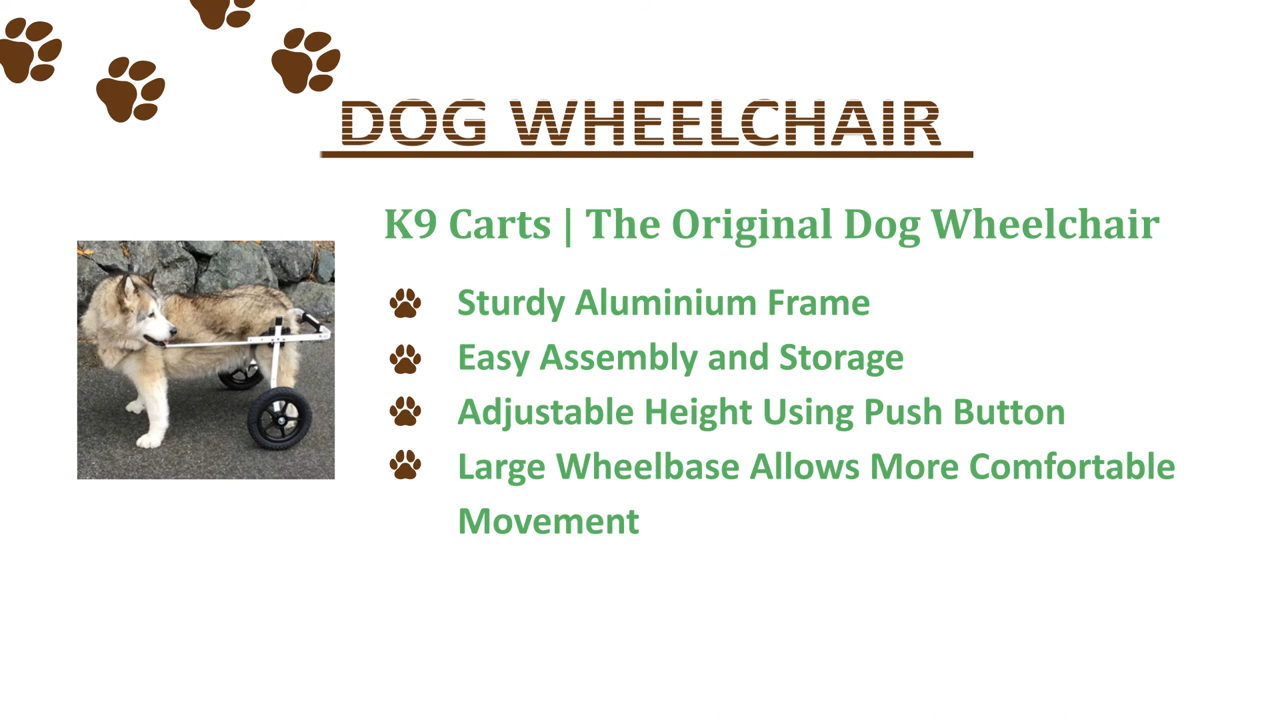 DOG WHEELCHAIR
K9 Carts | The Original Dog Wheelchair
Sturdy Aluminium Frame
Easy Assembly and Storage
Adjustable Height Using Push Button
Large Wheelbase Allows More Comfortable
Movement